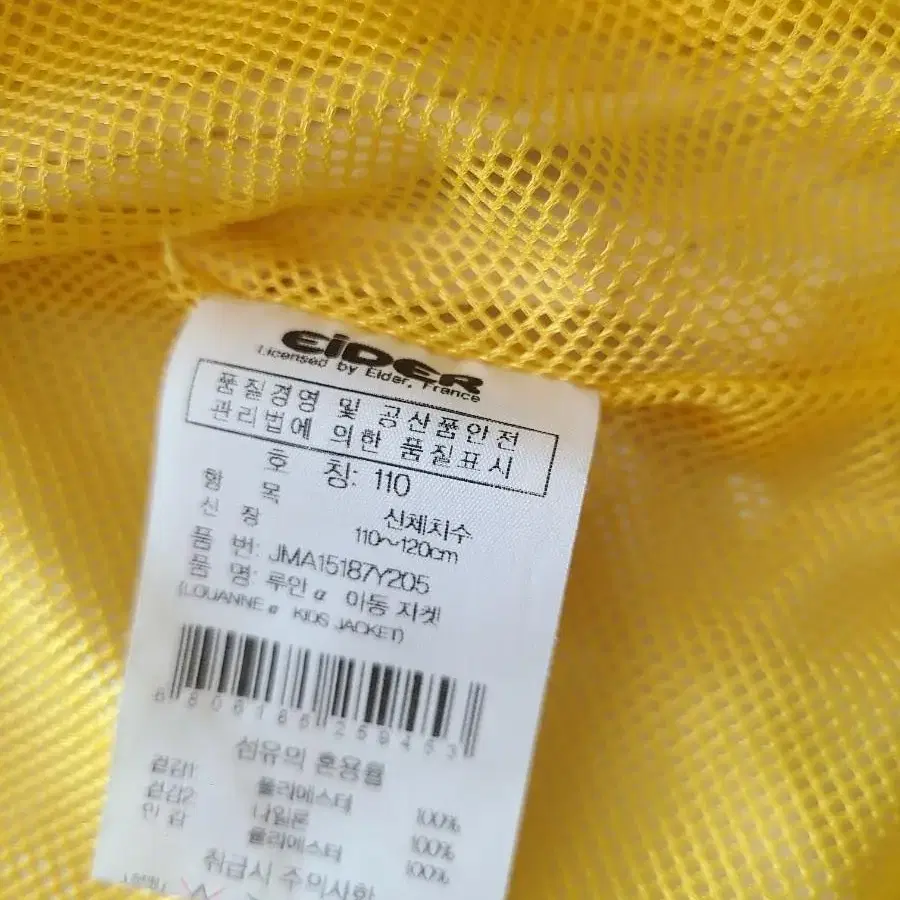 EiDER
Licensed by Eider, France
품질경영 및 공산품안전
관리법에 의한 품질표시
호 칭: 110
항 목 신체치수
신 장 110~120cm
품 번: JMA15187Y205
품 명: 루안α 아동 자켓
(LOUANNE α KIDS JACKET)
8806185259453
섬유의 혼용률
겉감1 폴리에스터 100%
겉감2 나일론 100%
안 감 폴리에스터 100%
취급시 주의사항